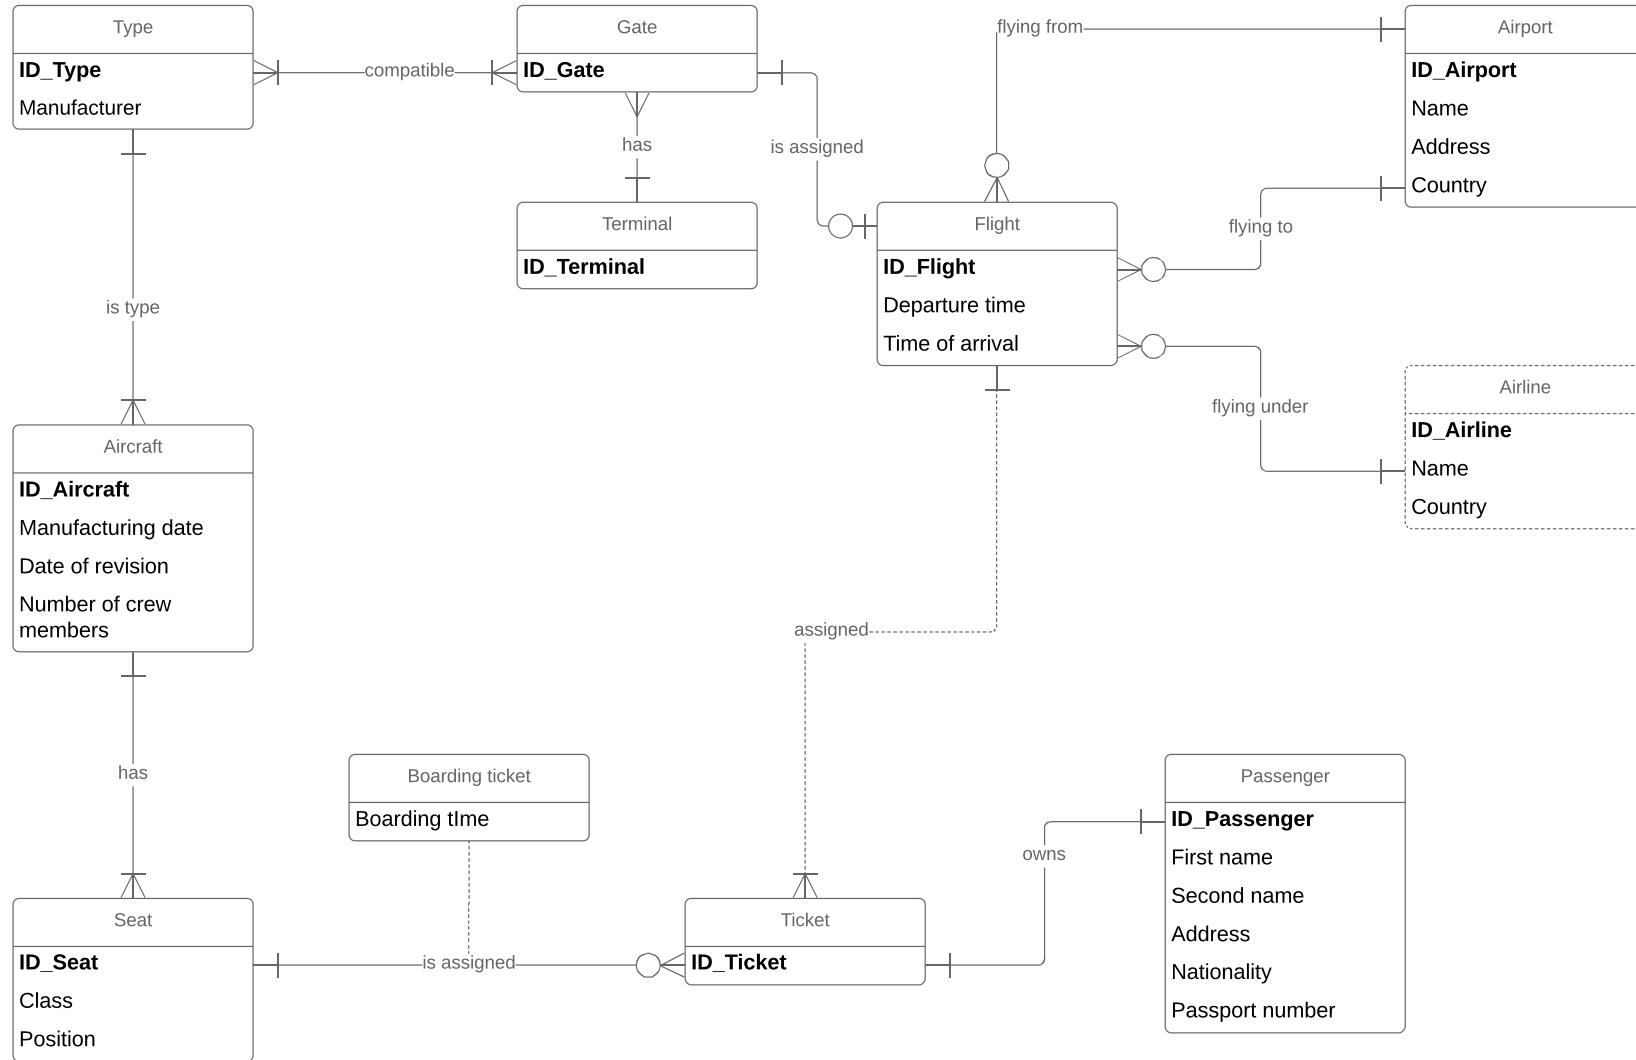 Type
ID_Type
Manufacturer
compatible
Gate
ID_Gate
has
Terminal
ID_Terminal
is assigned
flying from
Airport
ID_Airport
Name
Address
Country
Flight
ID_Flight
Departure time
Time of arrival
flying to
flying under
Airline
ID_Airline
Name
Country
is type
Aircraft
ID_Aircraft
Manufacturing date
Date of revision
Number of crew
members
assigned
has
Boarding ticket
Boarding tIme
Passenger
ID_Passenger
First name
Second name
Address
Nationality
Passport number
owns
Seat
ID_Seat
Class
Position
is assigned
Ticket
ID_Ticket